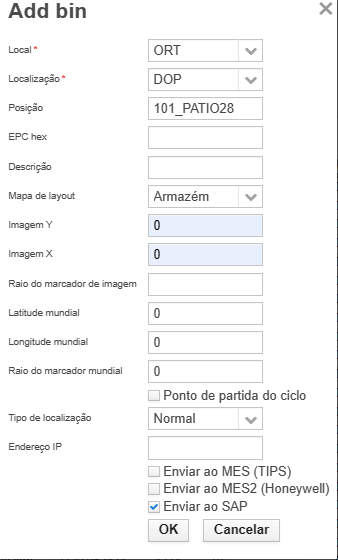 Add bin
Local * ORT
Localização * DOP
Posição 101_PATIO28
EPC hex
Descrição
Mapa de layout Armazém
Imagem Y 0
Imagem X 0
Raio do marcador de imagem
Latitude mundial 0
Longitude mundial 0
Raio do marcador mundial 0
Ponto de partida do ciclo
Tipo de localização Normal
Endereço IP
Enviar ao MES (TIPS)
Enviar ao MES2 (Honeywell)
Enviar ao SAP
OK Cancelar